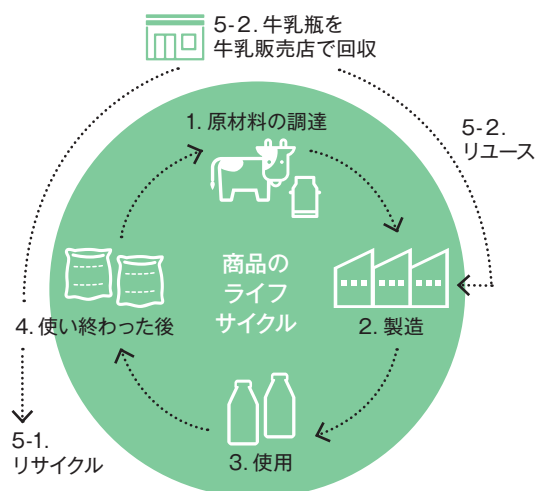 5-2. 牛乳瓶を
牛乳販売店で回収
1. 原材料の調達
5-2.
リユース
商品の
ライフ
サイクル
4. 使い終わった後
2. 製造
5-1.
リサイクル
3. 使用